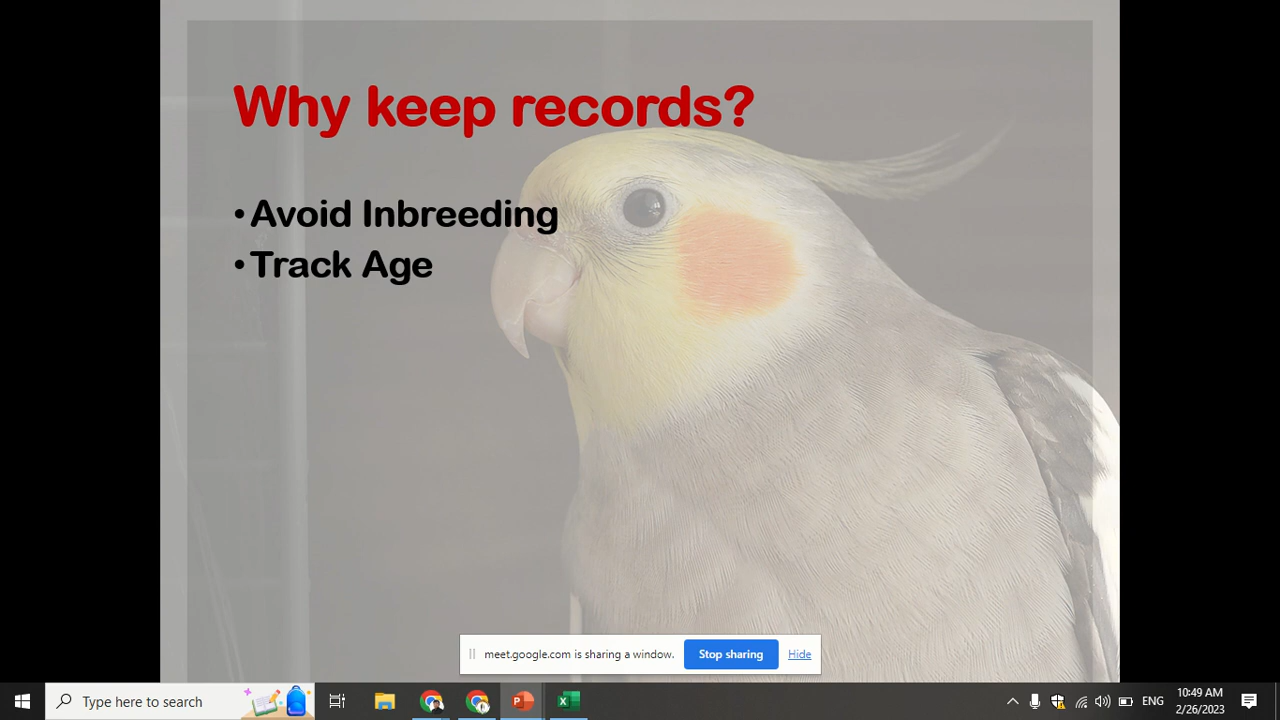 Why keep records?
•Avoid Inbreeding
•Track Age
meet.google.com is sharing a window. Stop sharing Hide
Type here to search
ENG
10:49 AM
2/26/2023